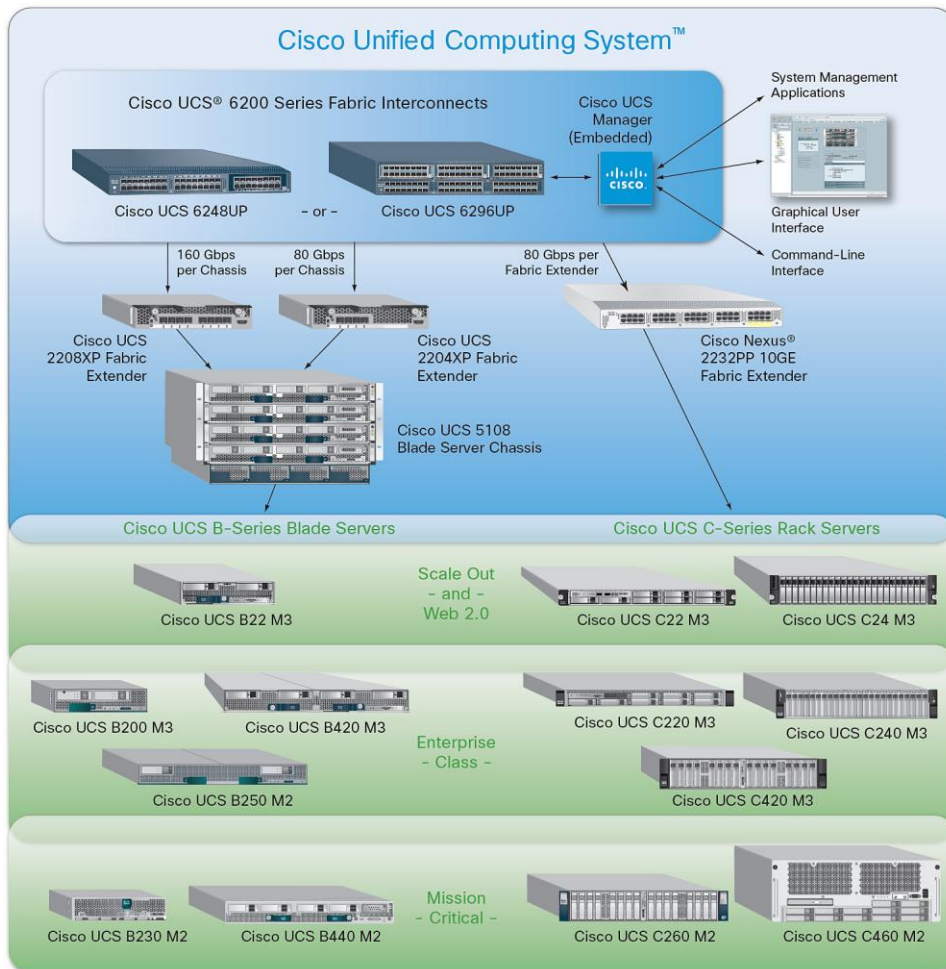 Cisco Unified Computing System™
Cisco UCS® 6200 Series Fabric Interconnects
Cisco UCS
Manager
(Embedded)
System Management
Applications
CISCO.
Cisco UCS 6248UP
- or -
Cisco UCS 6296UP
Graphical User
Interface
Command-Line
Interface
160 Gbps
per Chassis
80 Gbps
per Chassis
80 Gbps per
Fabric Extender
Cisco UCS
2208XP Fabric
Extender
Cisco UCS
2204XP Fabric
Extender
Cisco Nexus®
2232PP 10GE
Fabric Extender
Cisco UCS 5108
Blade Server Chassis
Cisco UCS B-Series Blade Servers
Cisco UCS C-Series Rack Servers
Scale Out
- and -
Web 2.0
Cisco UCS B22 M3
Cisco UCS C22 M3
Cisco UCS C24 M3
Cisco UCS B200 M3
Cisco UCS B420 M3
Cisco UCS C220 M3
Cisco UCS C240 M3
Enterprise
- Class -
Cisco UCS B250 M2
Cisco UCS C420 M3
Mission
- Critical -
Cisco UCS B230 M2
Cisco UCS B440 M2
Cisco UCS C260 M2
Cisco UCS C460 M2